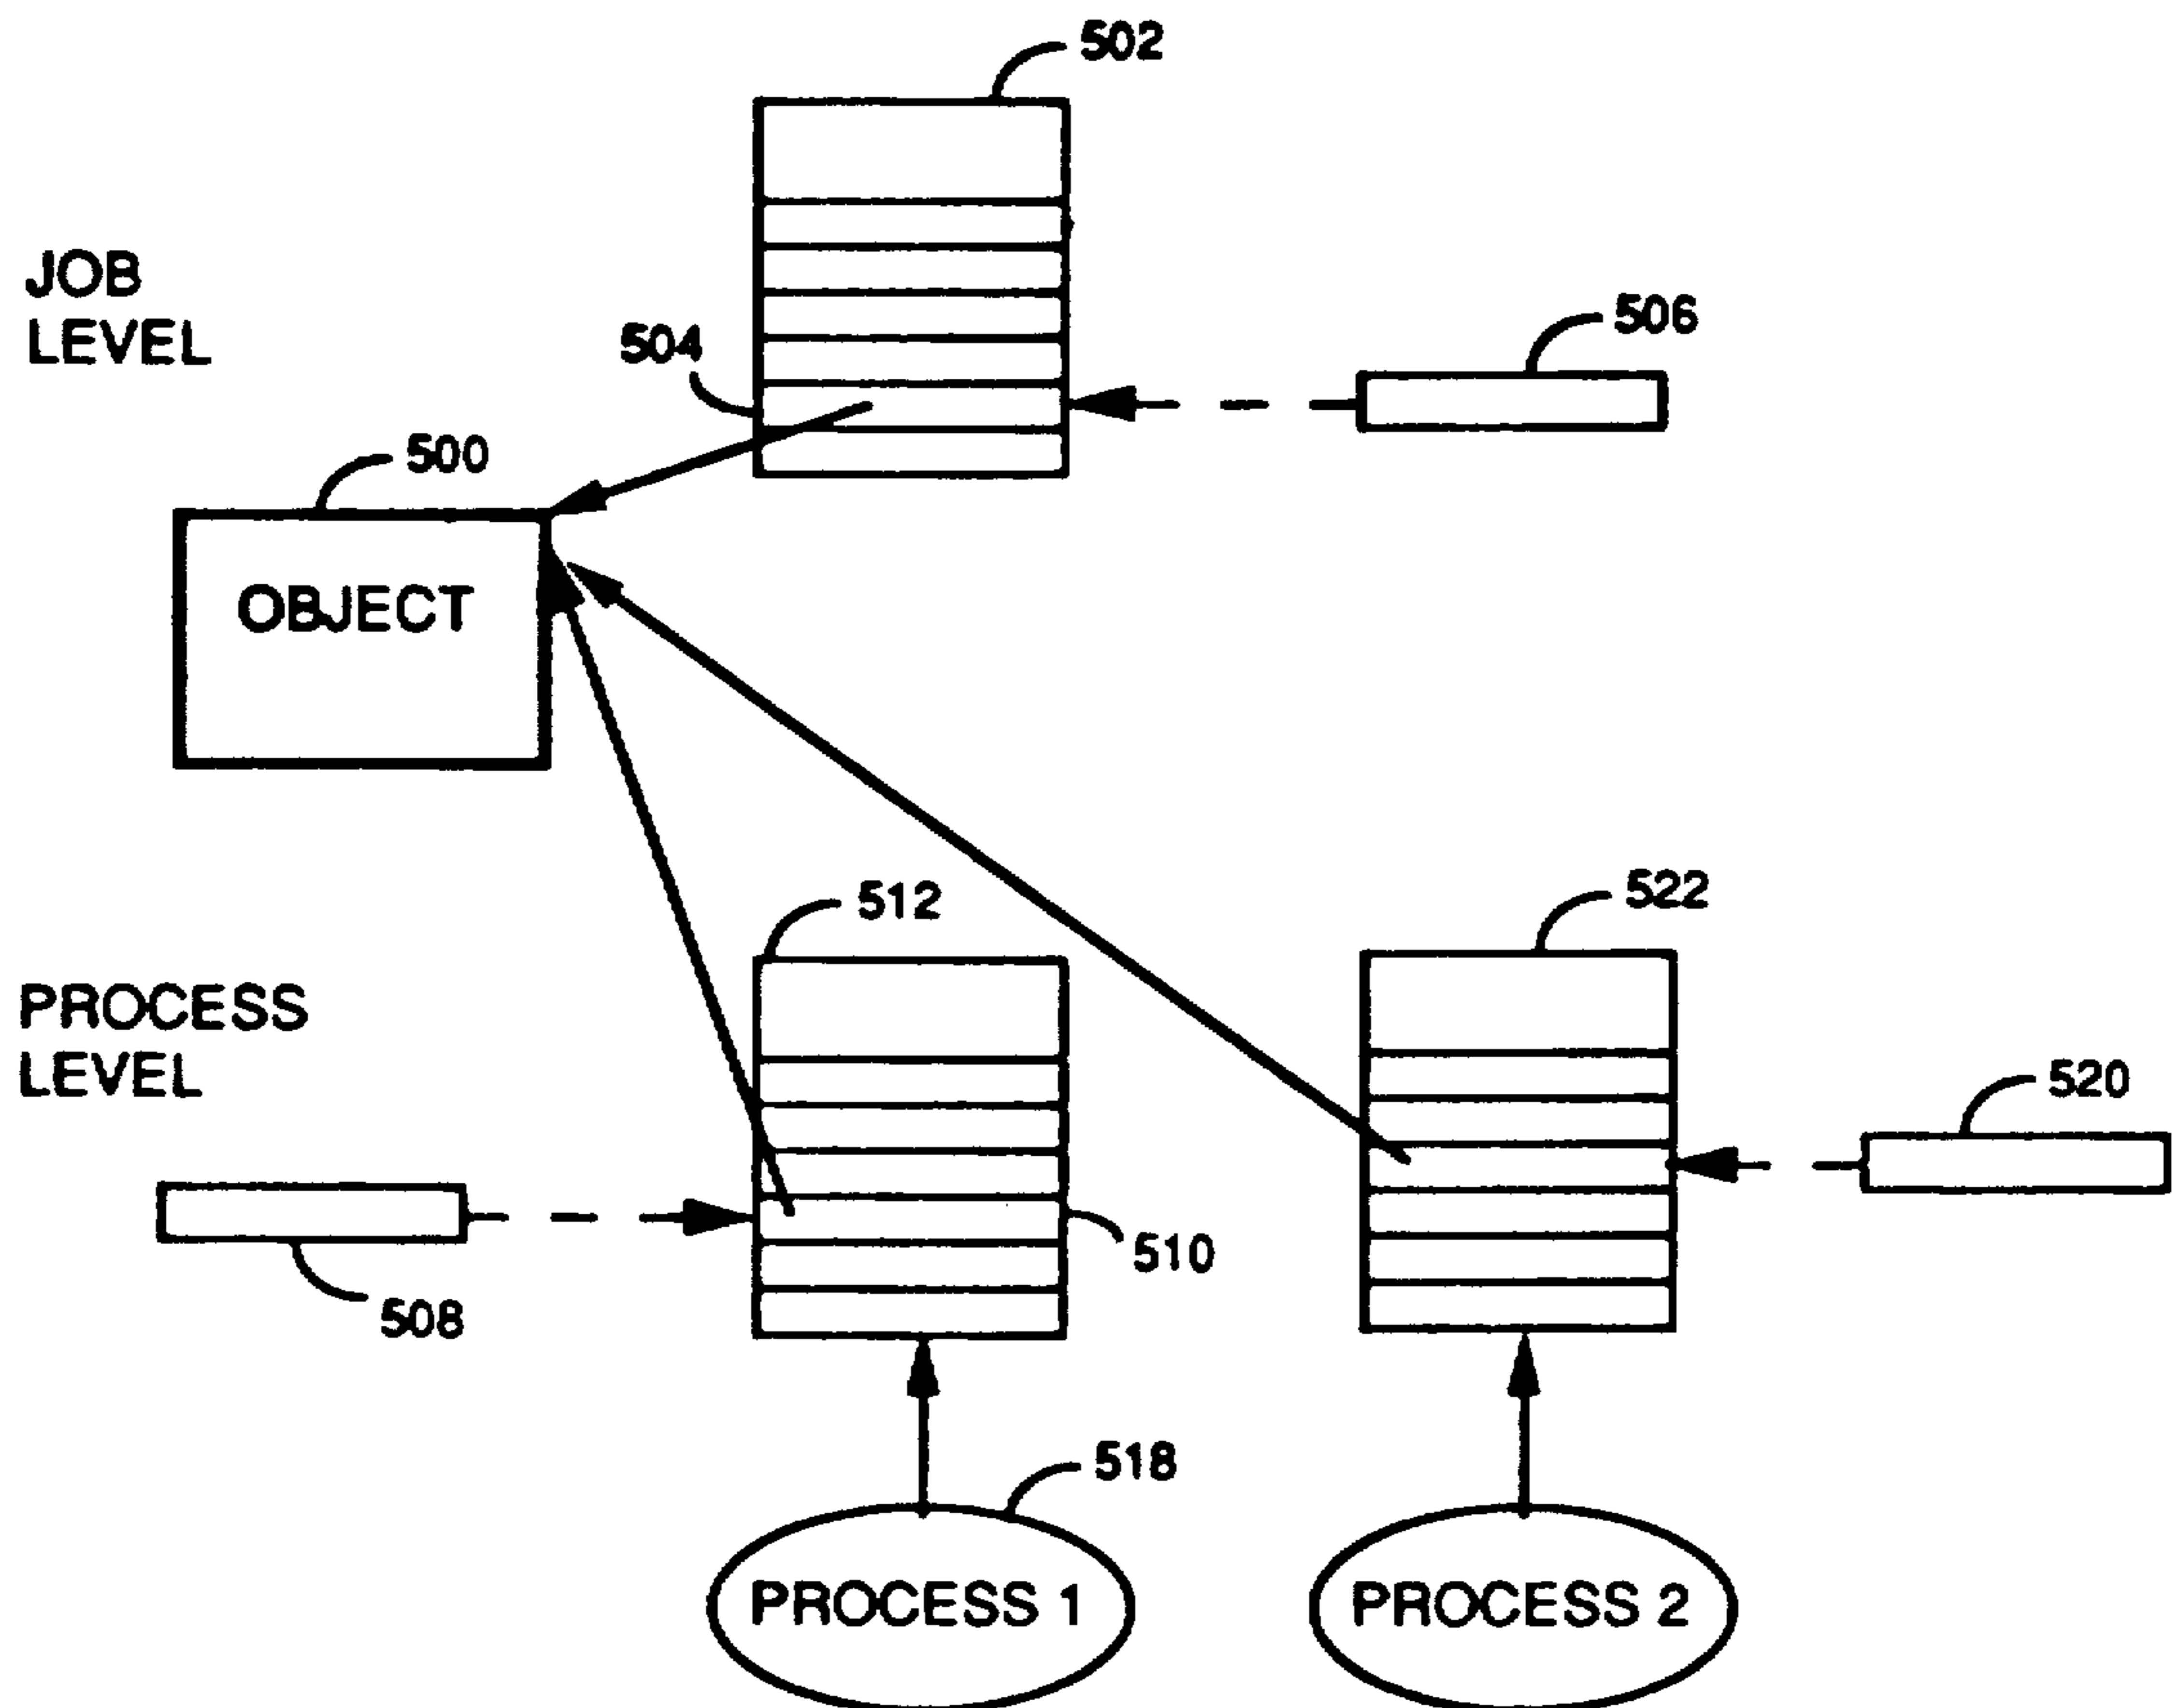 502
JOB
LEVEL
504
506
500
OBJECT
512
522
PROCESS
LEVEL
520
510
508
518
PROCESS 1
PROCESS 2